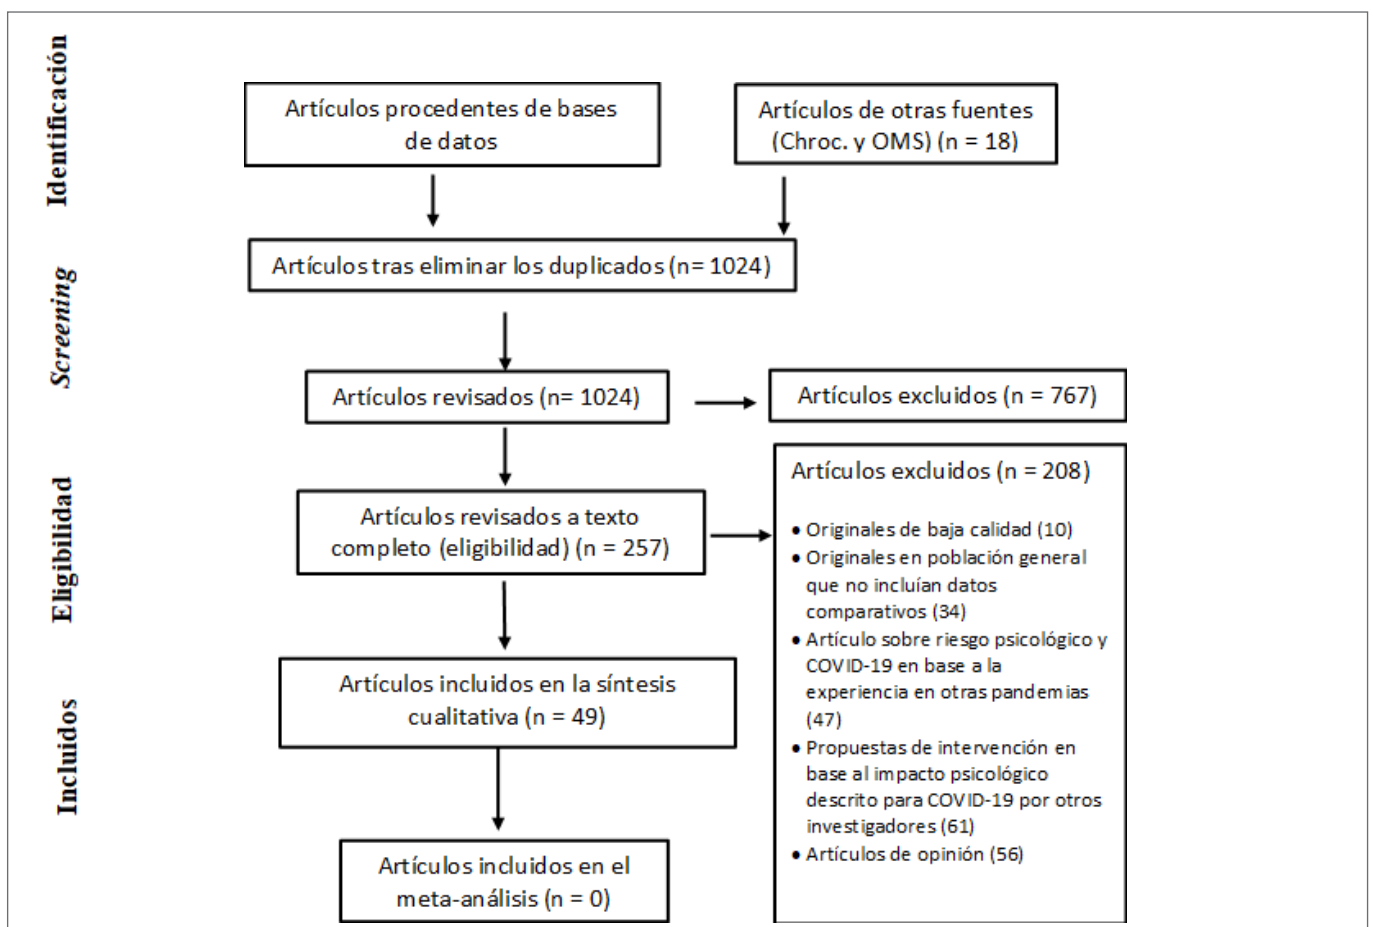 Identificación
Artículos procedentes de bases
de datos
Artículos de otras fuentes
(Chroc. y OMS) (n = 18)
Screening
Artículos tras eliminar los duplicados (n= 1024)
Artículos revisados (n= 1024)
Artículos excluidos (n = 767)
Eligibilidad
Artículos revisados a texto
completo (eligibilidad) (n = 257)
Artículos excluidos (n = 208)
• Originales de baja calidad (10)
• Originales en población general
que no incluían datos
comparativos (34)
• Artículo sobre riesgo psicológico y
COVID-19 en base a la
experiencia en otras pandemias
(47)
• Propuestas de intervención en
base al impacto psicológico
descrito para COVID-19 por otros
investigadores (61)
• Artículos de opinión (56)
Incluidos
Artículos incluidos en la síntesis
cualitativa (n = 49)
Artículos incluidos en el
meta-análisis (n = 0)